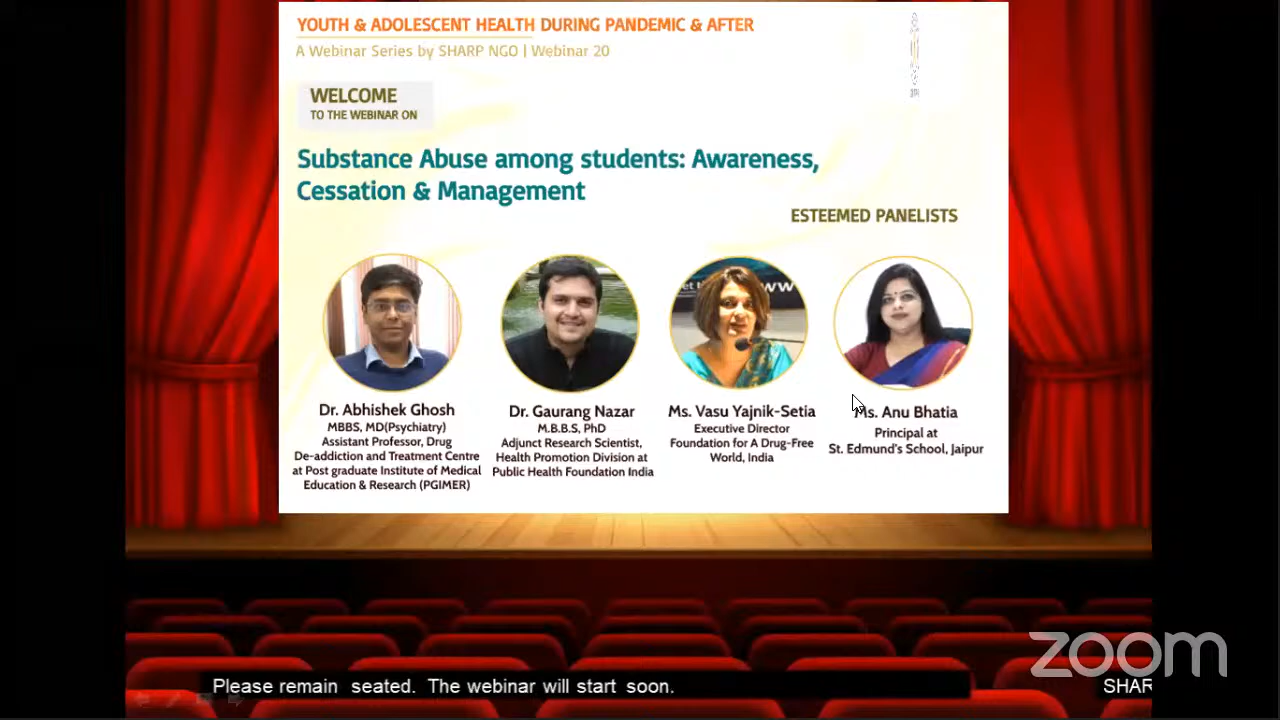 YOUTH & ADOLESCENT HEALTH DURING PANDEMIC & AFTER
A Webinar Series by SHARP NGO | Webinar 20
WELCOME
TO THE WEBINAR ON
Substance Abuse among students: Awareness,
Cessation & Management
ESTEEMED PANELISTS
Dr. Abhishek Ghosh
MBBS, MD(Psychiatry)
Assistant Professor, Drug
De-addiction and Treatment Centre
at Post graduate Institute of Medical
Education & Research (PGIMER)
Dr. Gaurang Nazar
M.B.B.S, PhD
Adjunct Research Scientist,
Health Promotion Division at
Public Health Foundation India
Ms. Vasu Yajnik-Setia
Executive Director
Foundation for A Drug-Free
World, India
Ms. Anu Bhatia
Principal at
St. Edmund's School, Jaipur
zoom
Please remain seated. The webinar will start soon.
SHAR